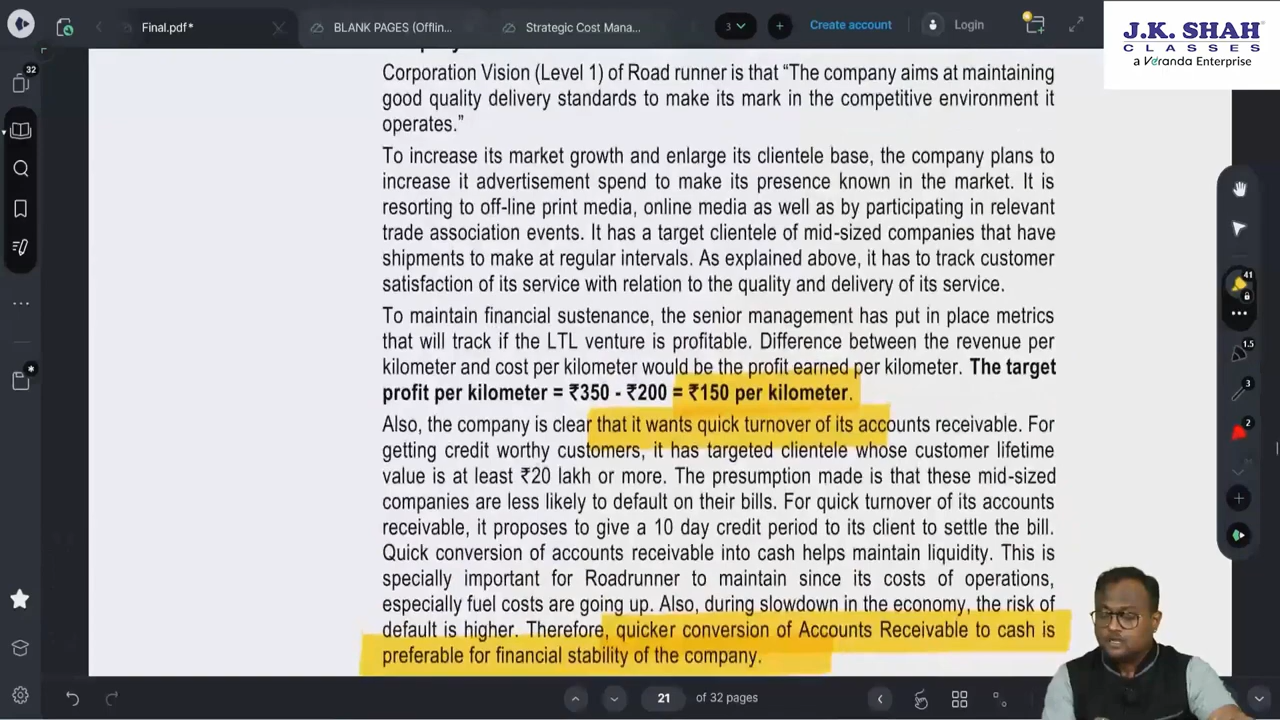 Final.pdf*
BLANK PAGES (Offlin...
Strategic Cost Mana...
3
Create account
Login
J.K. SHAH
CLASSES
a Veranda Enterprise
32
Corporation Vision (Level 1) of Road runner is that “The company aims at maintaining
good quality delivery standards to make its mark in the competitive environment it
operates.”
To increase its market growth and enlarge its clientele base, the company plans to
increase it advertisement spend to make its presence known in the market. It is
resorting to off-line print media, online media as well as by participating in relevant
trade association events. It has a target clientele of mid-sized companies that have
shipments to make at regular intervals. As explained above, it has to track customer
satisfaction of its service with relation to the quality and delivery of its service.
To maintain financial sustenance, the senior management has put in place metrics
that will track if the LTL venture is profitable. Difference between the revenue per
kilometer and cost per kilometer would be the profit earned per kilometer. The target
profit per kilometer = ₹350 - ₹200 = ₹150 per kilometer.
Also, the company is clear that it wants quick turnover of its accounts receivable. For
getting credit worthy customers, it has targeted clientele whose customer lifetime
value is at least ₹20 lakh or more. The presumption made is that these mid-sized
companies are less likely to default on their bills. For quick turnover of its accounts
receivable, it proposes to give a 10 day credit period to its client to settle the bill.
Quick conversion of accounts receivable into cash helps maintain liquidity. This is
specially important for Roadrunner to maintain since its costs of operations,
especially fuel costs are going up. Also, during slowdown in the economy, the risk of
default is higher. Therefore, quicker conversion of Accounts Receivable to cash is
preferable for financial stability of the company.
41
1.5
3
2
21 of 32 pages